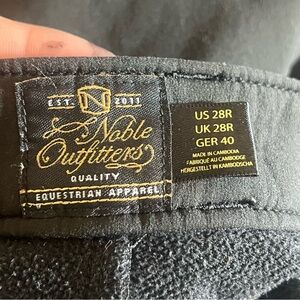 EST. N 2011
Noble
Outfitters
QUALITY
EQUESTRIAN APPAREL
US 28R
UK 28R
GER 40
MADE IN CAMBODIA
FABRIQUÉ AU CAMBODGE
HERGESTELLT IN KAMBODSCHA